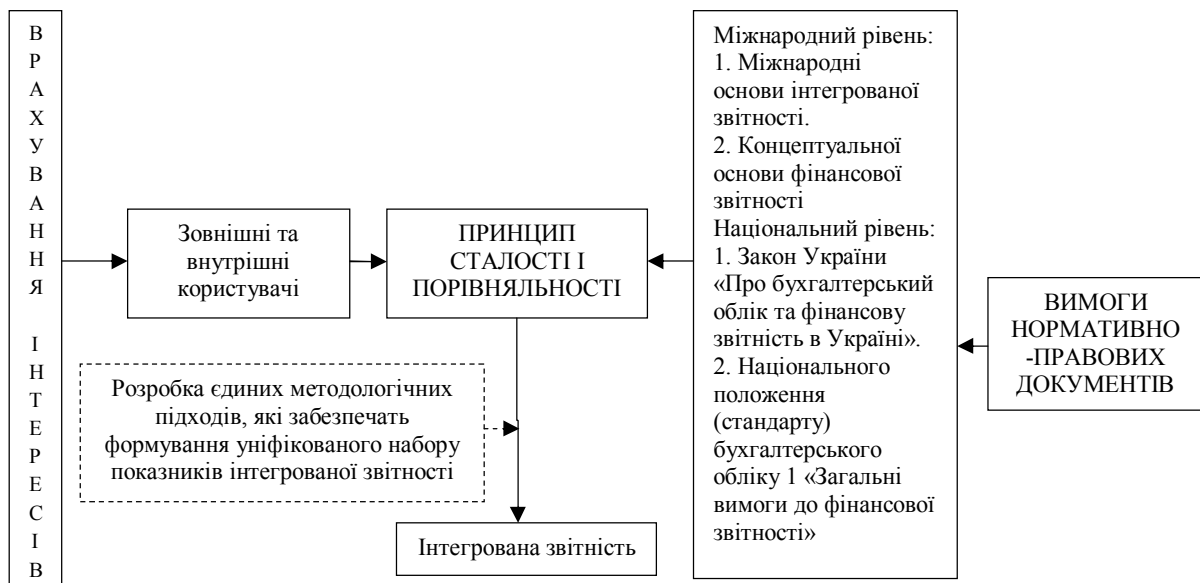 ВРАХУВАННЯ ІНТЕРЕСІВ
Зовнішні та
внутрішні
користувачі
ПРИНЦИП
СТАЛОСТІ І
ПОРІВНЯЛЬНОСТІ
Розробка єдиних методологічних
підходів, які забезпечать
формування уніфікованого набору
показників інтегрованої звітності
Інтегрована звітність
Міжнародний рівень:
1. Міжнародні
основи інтегрованої
звітності.
2. Концептуальної
основи фінансової
звітності
Національний рівень:
1. Закон України
«Про бухгалтерський
облік та фінансову
звітність в Україні».
2. Національного
положення
(стандарту)
бухгалтерського
обліку 1 «Загальні
вимоги до фінансової
звітності»
ВИМОГИ
НОРМАТИВНО
-ПРАВОВИХ
ДОКУМЕНТІВ